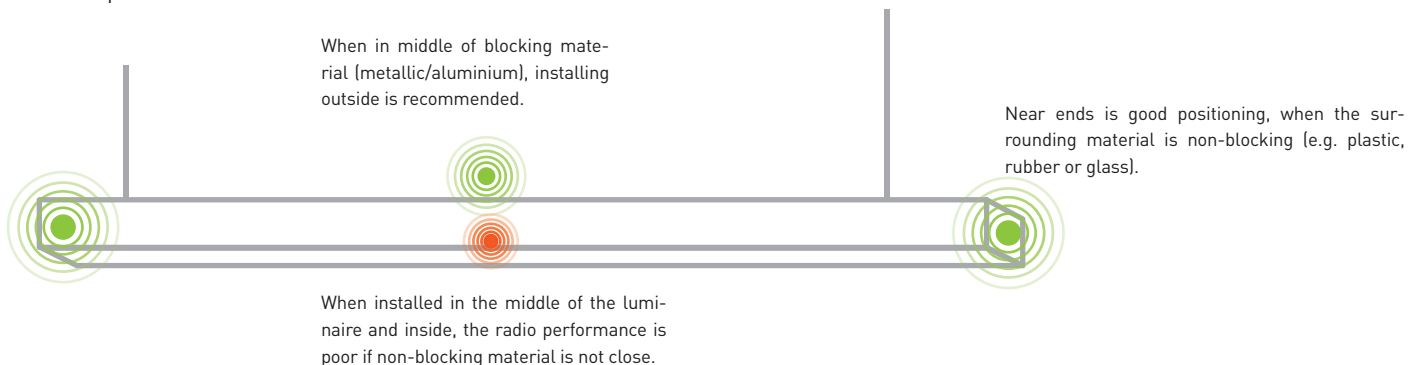 When in middle of blocking mate-
rial (metallic/aluminium), installing
outside is recommended.
Near ends is good positioning, when the sur-
rounding material is non-blocking (e.g. plastic,
rubber or glass).
When installed in the middle of the lumi-
naire and inside, the radio performance is
poor if non-blocking material is not close.